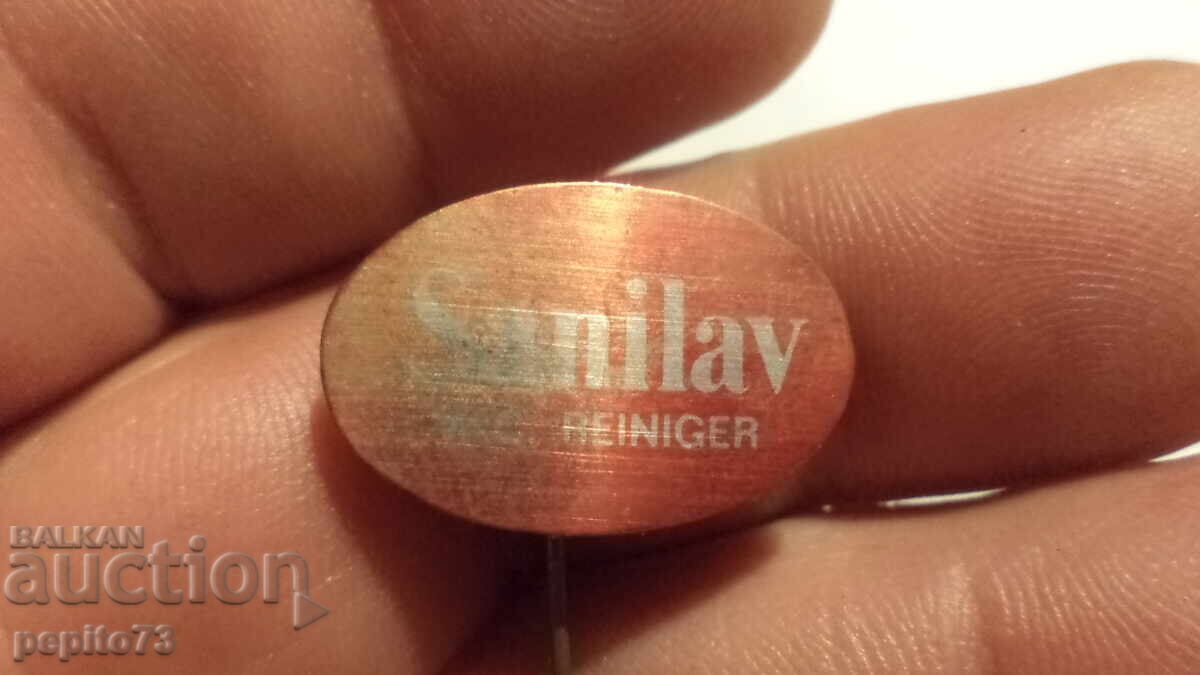 Sanilav
W.C. REINIGER
BALKAN
auction
pepito73